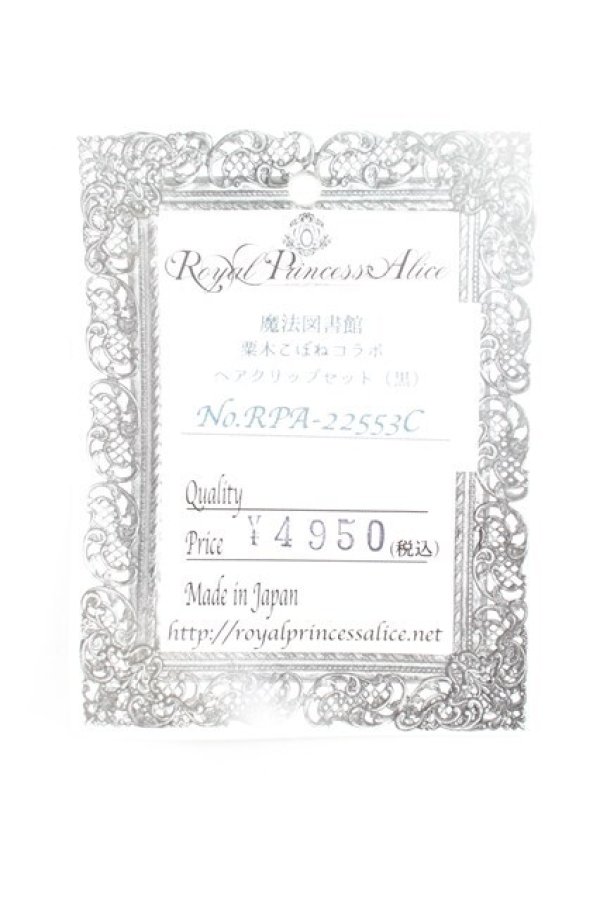 Royal Princess Alice
魔法図書館
粟木こぼねコラボ
ヘアクリップセット（黒）
No.RPA-22553C
Quality
Price ¥4950(税込)
Made in Japan
http://royalprincessalice.net